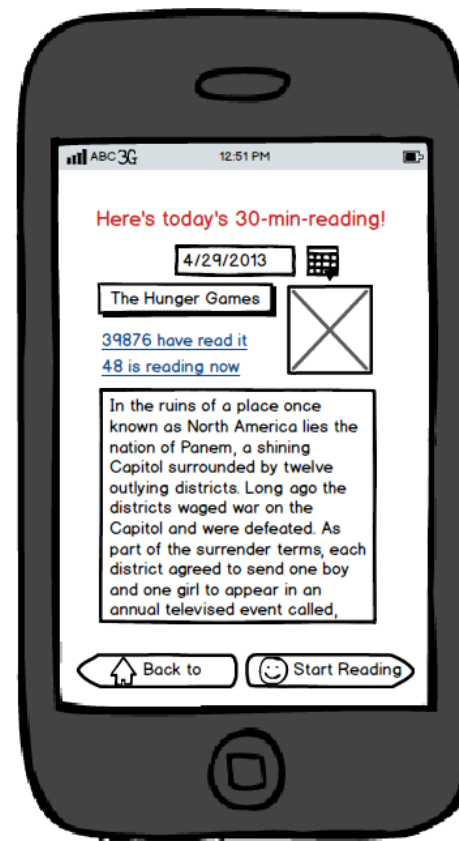 ABC 3G 12:51 PM
Here's today's 30-min-reading!
4/29/2013
The Hunger Games
39876 have read it
48 is reading now
In the ruins of a place once
known as North America lies the
nation of Panem, a shining
Capitol surrounded by twelve
outlying districts. Long ago the
districts waged war on the
Capitol and were defeated. As
part of the surrender terms, each
district agreed to send one boy
and one girl to appear in an
annual televised event called,
Back to
Start Reading